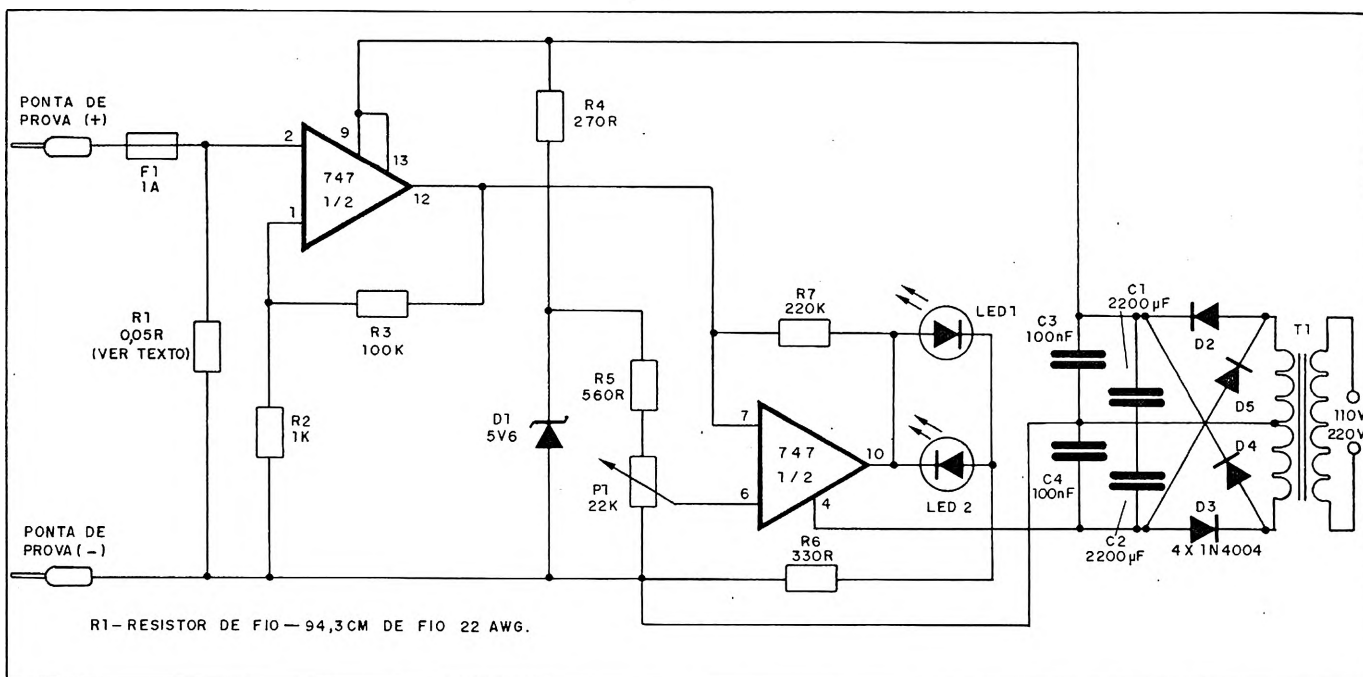 PONTA DE
PROVA (+)
F1
1A
2
1
9
13
12
747
1/2
R4
270R
R1
0,05R
(VER TEXTO)
R2
1K
R3
100K
D1
5V6
R5
560R
P1
22K
R7
220K
LED 1
7
6
747
1/2
10
4
LED 2
R6
330R
C3
100nF
C4
100nF
C1
2200µF
C2
2200µF
D2
D5
D4
D3
4 X 1N4004
T1
110V
220V
PONTA DE
PROVA (-)
R1- RESISTOR DE FIO — 94,3CM DE FIO 22 AWG.